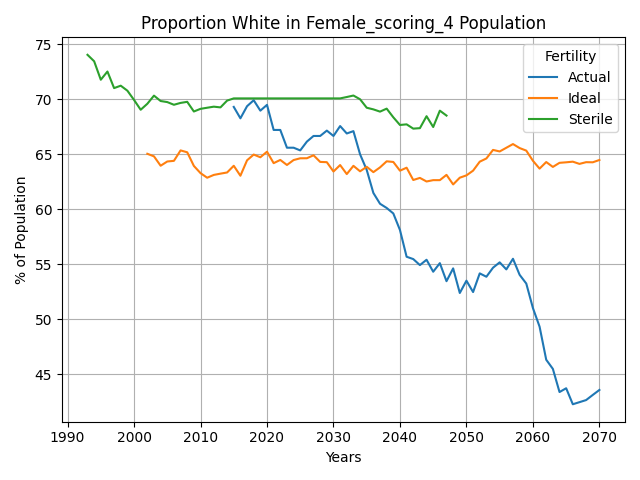 Proportion White in Female_scoring_4 Population
Fertility
Actual
Ideal
Sterile
% of Population
75
70
65
60
55
50
45
1990 2000 2010 2020 2030 2040 2050 2060 2070
Years